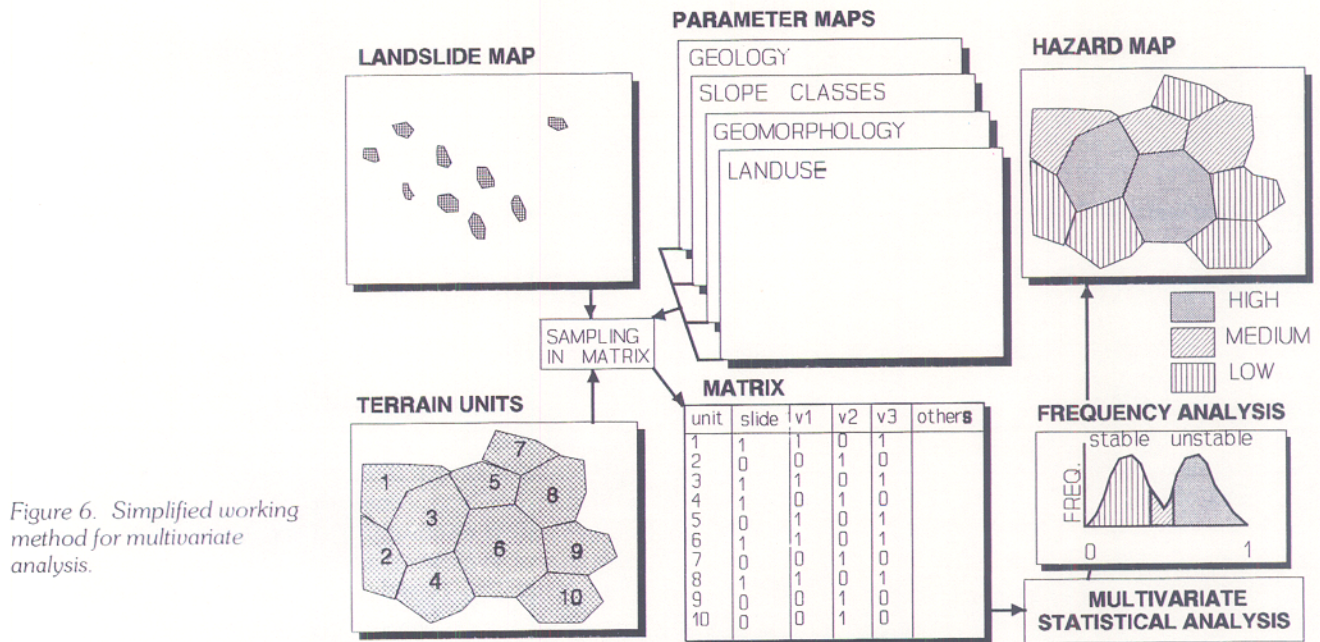 PARAMETER MAPS
LANDSLIDE MAP
HAZARD MAP
GEOLOGY
SLOPE CLASSES
GEOMORPHOLOGY
LANDUSE
SAMPLING
IN MATRIX
HIGH
MEDIUM
LOW
TERRAIN UNITS
1
2
3
4
5
6
7
8
9
10
MATRIX
unit slide v1 v2 v3 others
1 1 1 0 1
2 0 0 1 0
3 1 1 0 1
4 1 0 1 0
5 0 1 0 1
6 1 1 0 1
7 0 0 1 0
8 1 1 0 1
9 0 0 1 0
10 0 0 1 0
FREQUENCY ANALYSIS
stable unstable
FREQ.
0 1
MULTIVARIATE
STATISTICAL ANALYSIS
Figure 6. Simplified working
method for multivariate
analysis.